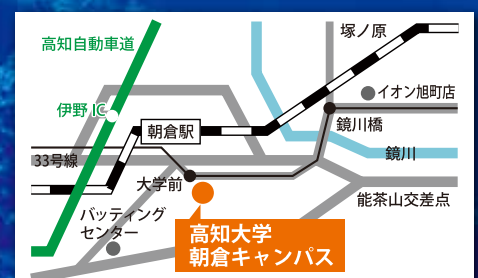 高知自動車道
塚ノ原
イオン旭町店
伊野IC
朝倉駅
鏡川橋
33号線
鏡川
大学前
能茶山交差点
バッティング
センター
高知大学
朝倉キャンパス